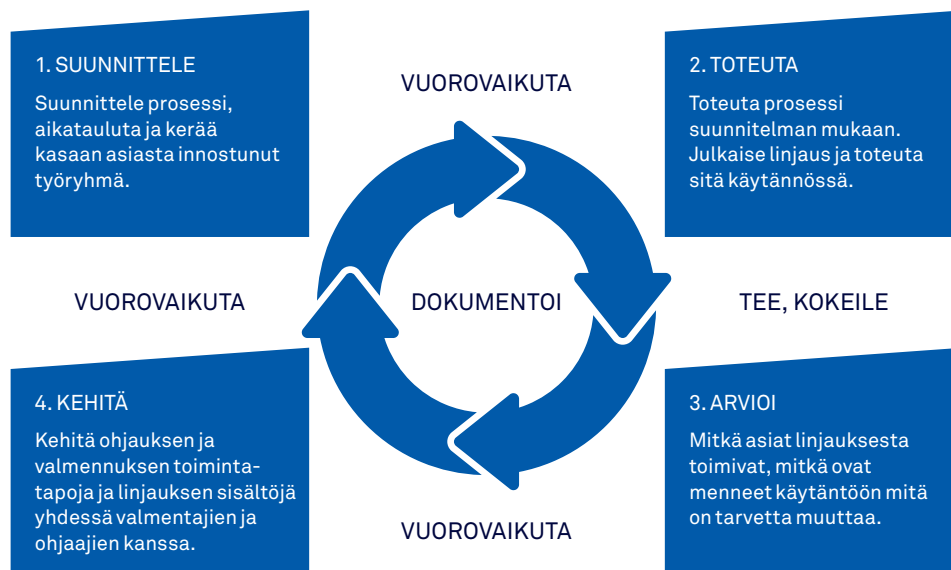 1. SUUNNITTELE
Suunnittele prosessi,
aikatauluta ja kerää
kasaan asiasta innostunut
työryhmä.
VUOROVAIKUTA
2. TOTEUTA
Toteuta prosessi
suunnitelman mukaan.
Julkaise linjaus ja toteuta
sitä käytännössä.
VUOROVAIKUTA
DOKUMENTOI
TEE, KOKEILE
4. KEHITÄ
Kehitä ohjauksen ja
valmennuksen toiminta-
tapoja ja linjauksen sisältöjä
yhdessä valmentajien ja
ohjaajien kanssa.
VUOROVAIKUTA
3. ARVIOI
Mitkä asiat linjauksesta
toimivat, mitkä ovat
menneet käytäntöön mitä
on tarvetta muuttaa.